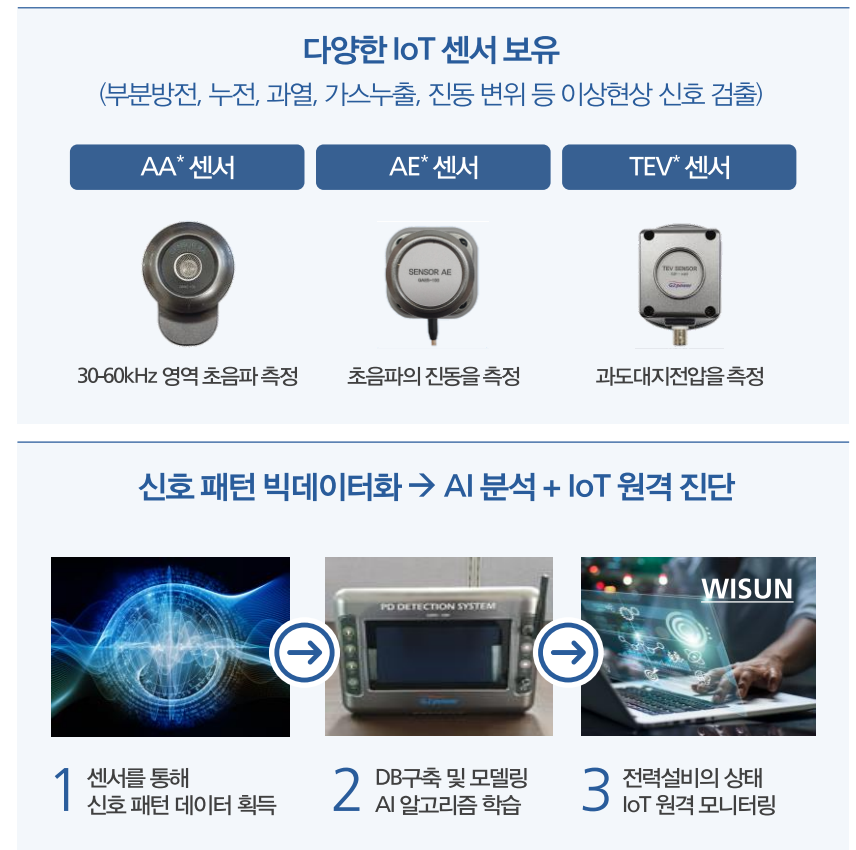 다양한 IoT 센서 보유
(부분방전, 누전, 과열, 가스누출, 진동 변위 등 이상현상 신호 검출)
AA* 센서
AE* 센서
TEV* 센서
SENSOR AE
TEV SENSOR
30-60kHz 영역 초음파 측정
초음파의 진동을 측정
과도대지전압을 측정
신호 패턴 빅데이터화 → AI 분석 + IoT 원격 진단
PD DETECTION SYSTEM
WISUN
1 센서를 통해
신호 패턴 데이터 획득
2 DB구축 및 모델링
AI 알고리즘 학습
3 전력설비의 상태
IoT 원격 모니터링